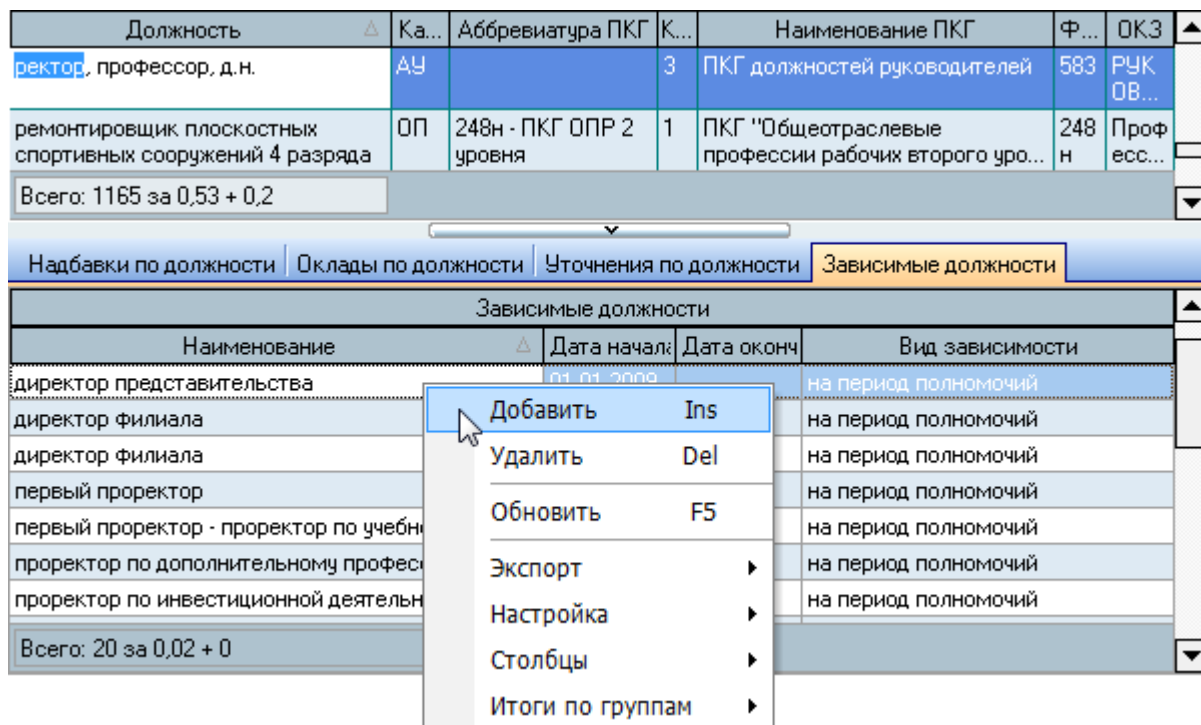 Должность Ка... Аббревиатура ПКГ К... Наименование ПКГ Ф... ОКЗ
ректор, профессор, д.н. АУ 3 ПКГ должностей руководителей 583 РУК
ОВ...
ремонтировщик плоскостных ОП 248н - ПКГ ОПР 2 1 ПКГ "Общеотраслевые 248 Проф
спортивных сооружений 4 разряда уровня профессии рабочих второго уро... н есс...
Всего: 1165 за 0,53 + 0,2
Надбавки по должности Оклады по должности Уточнения по должности Зависимые должности
Зависимые должности
Наименование Дата начала Дата оконч Вид зависимости
директор представительства 01.01.2009 на период полномочий
директор филиала на период полномочий
директор филиала на период полномочий
первый проректор на период полномочий
первый проректор - проректор по учебн на период полномочий
проректор по дополнительному професс на период полномочий
проректор по инвестиционной деятельн на период полномочий
Всего: 20 за 0,02 + 0
Добавить Ins
Удалить Del
Обновить F5
Экспорт
Настройка
Столбцы
Итоги по группам